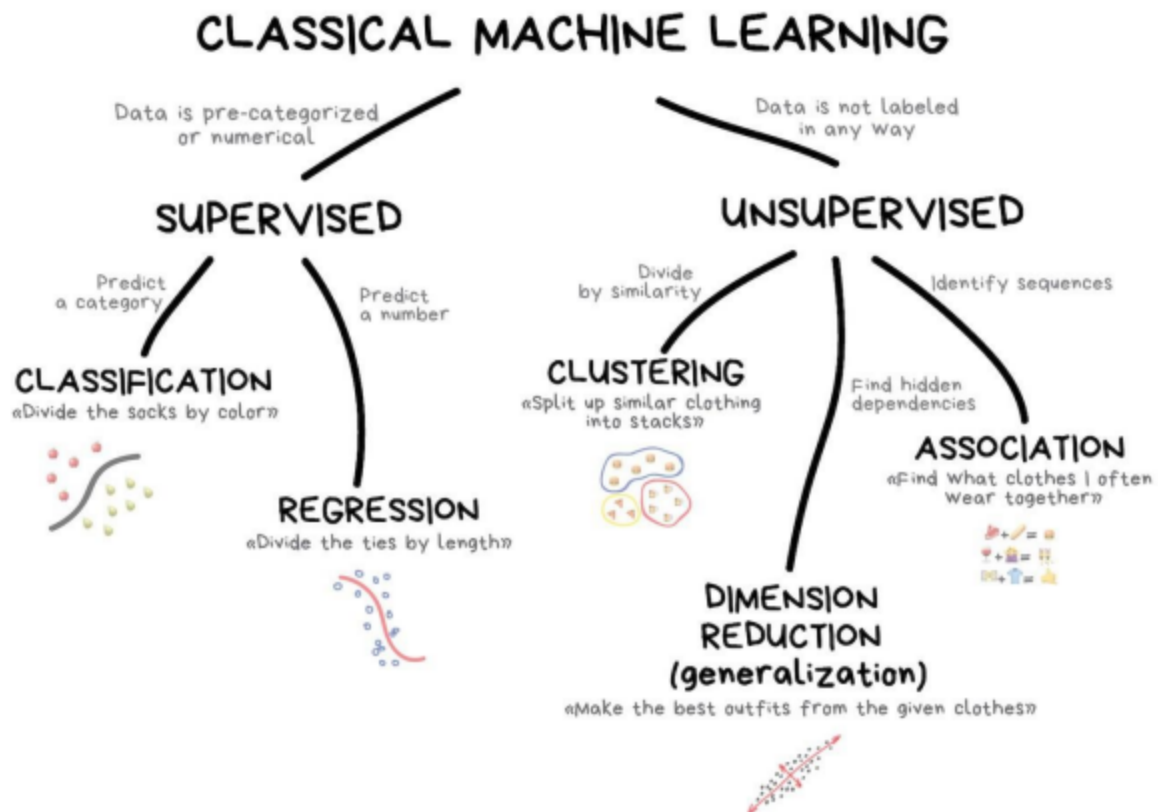 CLASSICAL MACHINE LEARNING
Data is pre-categorized
or numerical
Data is not labeled
in any way
SUPERVISED
UNSUPERVISED
Predict
a category
Predict
a number
Divide
by similarity
Identify sequences
CLASSIFICATION
«Divide the socks by color»
CLUSTERING
«Split up similar clothing
into stacks»
Find hidden
dependencies
ASSOCIATION
«Find What clothes I often
Wear together»
REGRESSION
«Divide the ties by length»
+ =
+ =
+ =
DIMENSION
REDUCTION
(generalization)
«Make the best outfits from the given clothes»